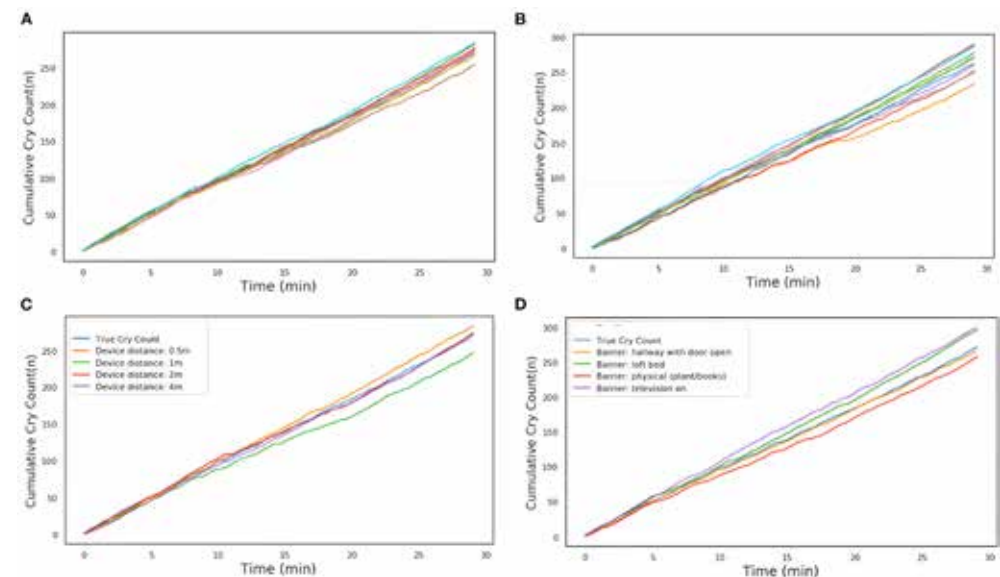 A
Cumulative Cry Count(n)
250
200
150
100
50
0
0 5 10 15 20 25 30
Time (min)
B
Cumulative Cry Count(n)
300
250
200
150
100
50
0
0 5 10 15 20 25 30
Time (min)
C
Cumulative Cry Count(n)
250
200
150
100
50
0
True Cry Count
Device distance: 0.5m
Device distance: 1m
Device distance: 2m
Device distance: 4m
0 5 10 15 20 25 30
Time (min)
D
Cumulative Cry Count(n)
300
250
200
150
100
50
0
True Cry Count
Barrier: hallway with door open
Barrier: loft bed
Barrier: physical (plant/books)
Barrier: television on
0 5 10 15 20 25 30
Time (min)